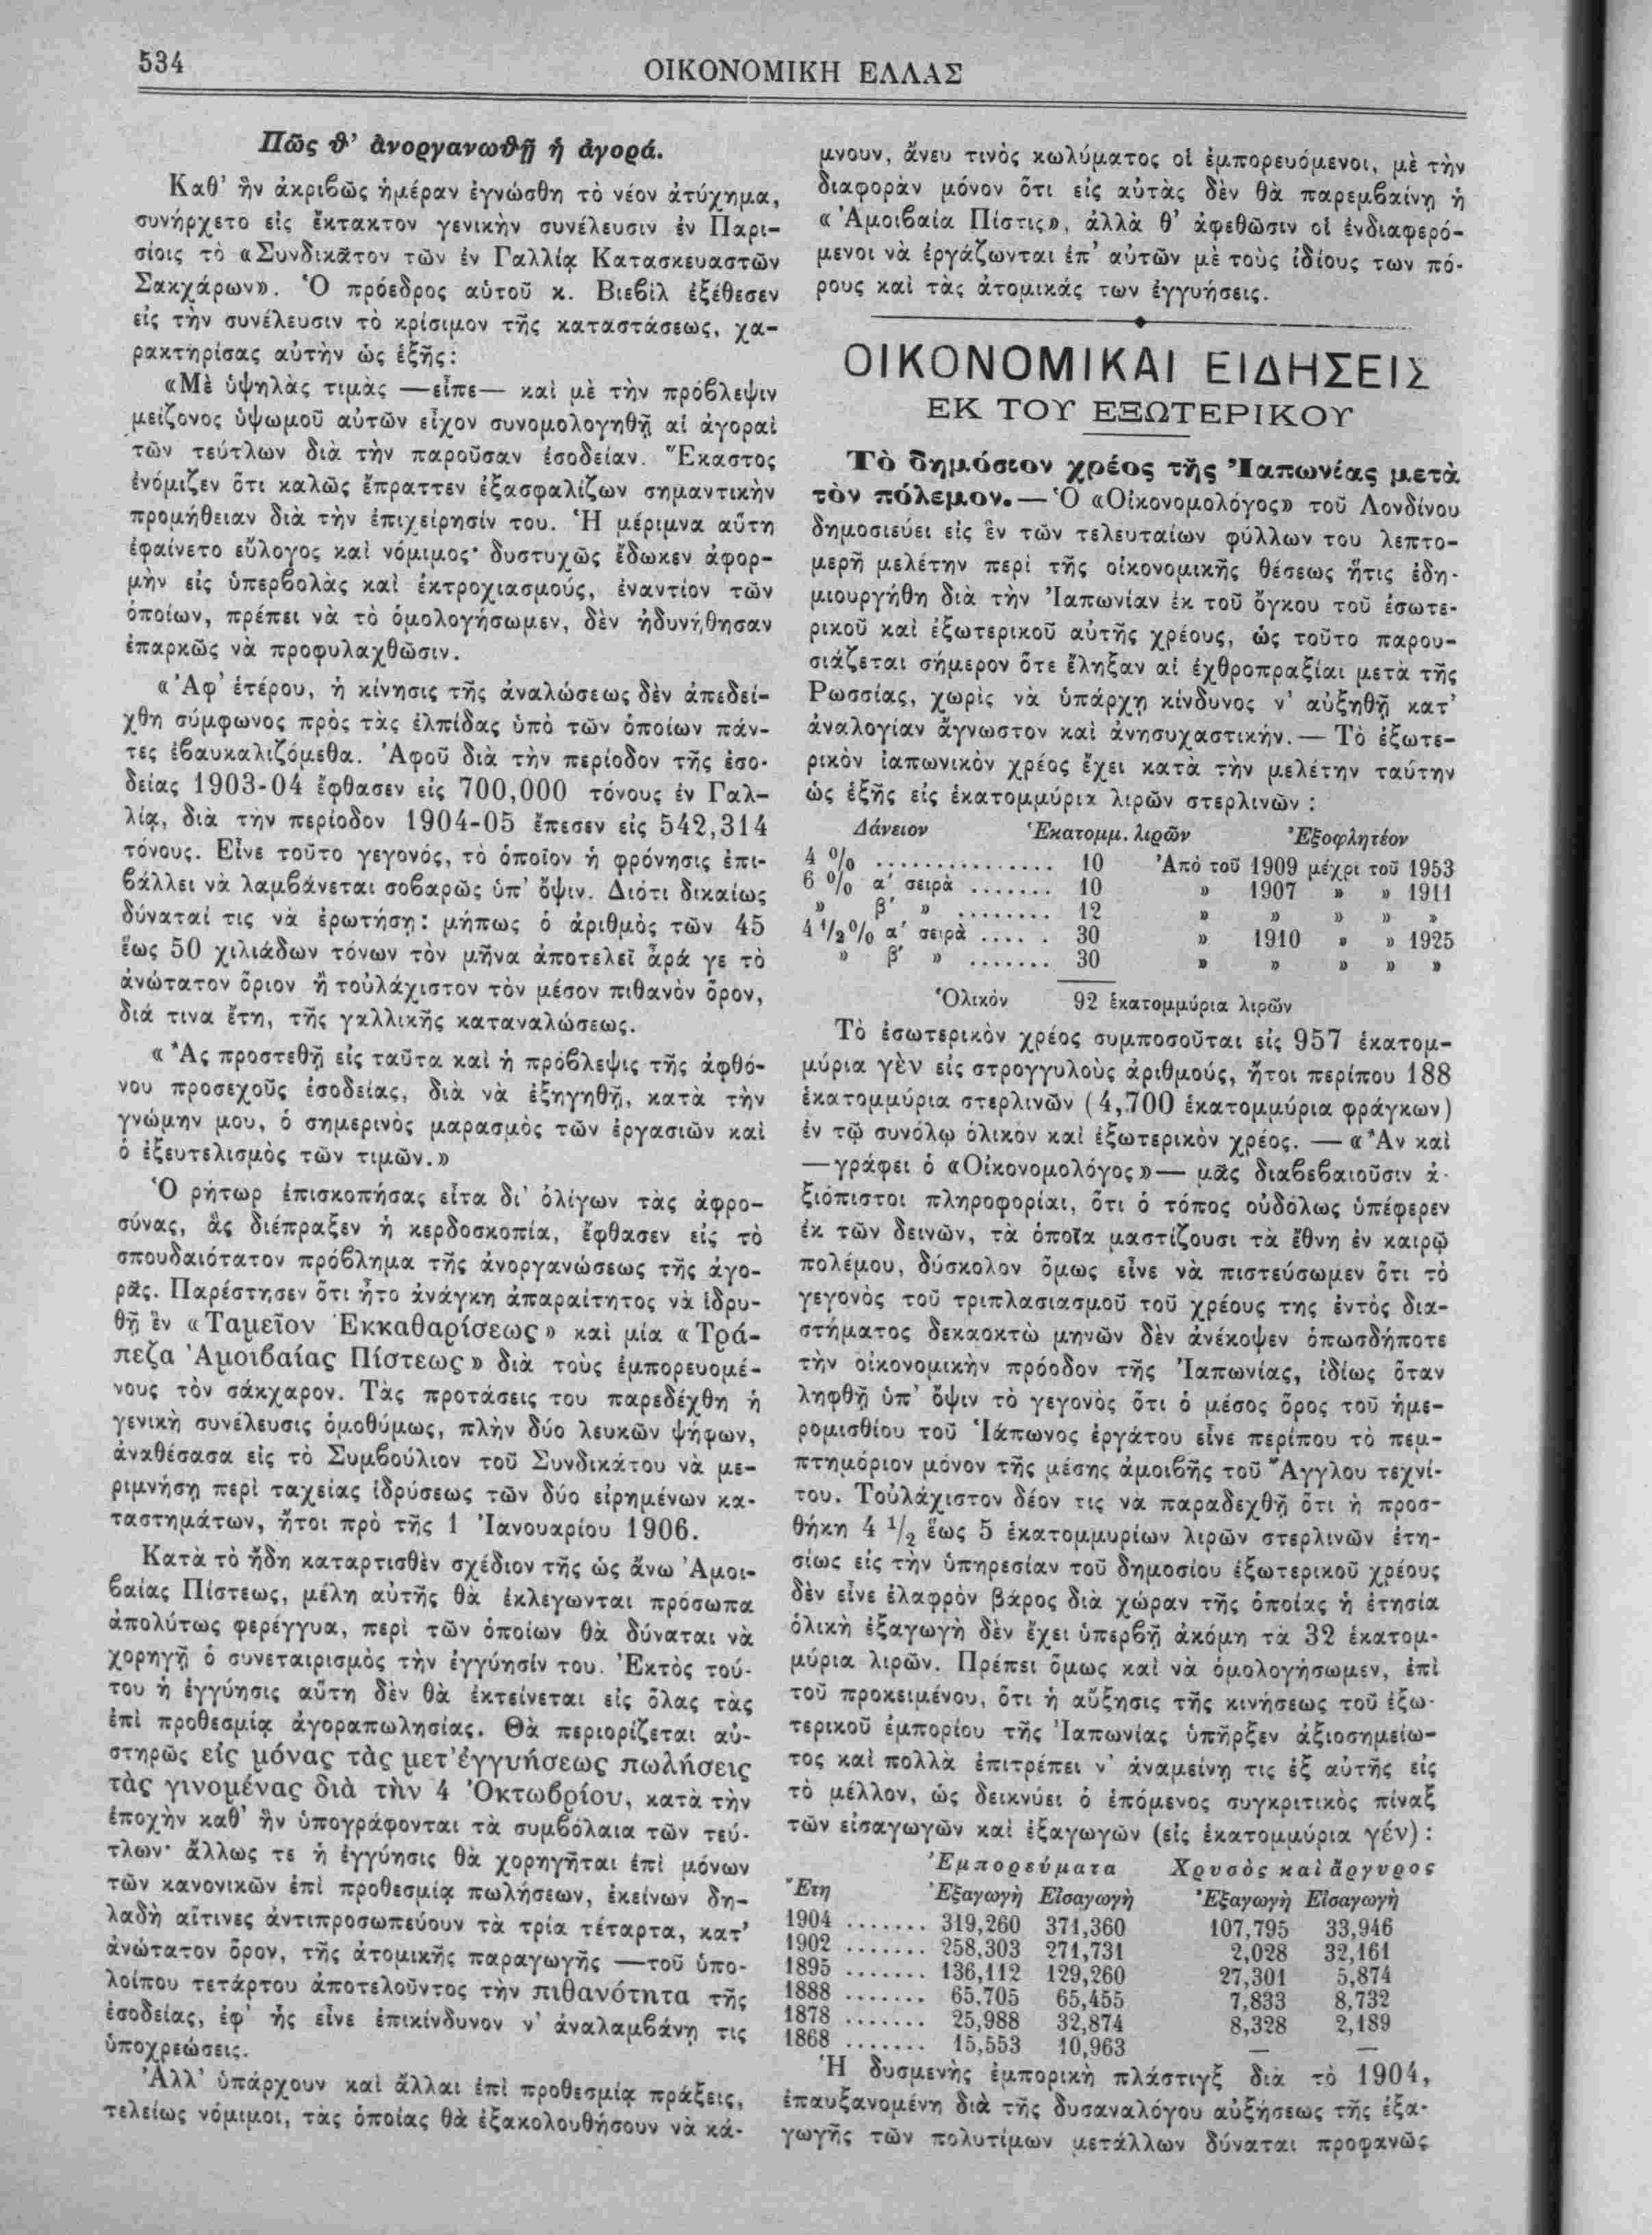 534
ΟΙΚΟΝΟΜΙΚΗ ΕΛΛΑΣ
Πῶς θ' ἀνοργανωθῇ ἡ ἀγορά.
Καθ' ἣν ἀκριβῶς ἡμέραν ἐγνώσθη τὸ νέον ἀτύχημα,
συνήρχετο εἰς ἔκτακτον γενικὴν συνέλευσιν ἐν Παρι-
σίοις τὸ «Συνδικᾶτον τῶν ἐν Γαλλίᾳ Κατασκευαστῶν
Σακχάρων». Ὁ πρόεδρος αὐτοῦ κ. Βιεβὶλ ἐξέθεσεν
εἰς τὴν συνέλευσιν τὸ κρίσιμον τῆς καταστάσεως, χα-
ρακτηρίσας αὐτὴν ὡς ἑξῆς:
«Μὲ ὑψηλὰς τιμὰς —εἶπε— καὶ μὲ τὴν πρόβλεψιν
μείζονος ὑψωμοῦ αὐτῶν εἶχον συνομολογηθῇ αἱ ἀγοραὶ
τῶν τεύτλων διὰ τὴν παροῦσαν ἐσοδείαν. Ἕκαστος
ἐνόμιζεν ὅτι καλῶς ἔπραττεν ἐξασφαλίζων σημαντικὴν
προμήθειαν διὰ τὴν ἐπιχείρησίν του. Ἡ μέριμνα αὕτη
ἐφαίνετο εὔλογος καὶ νόμιμος· δυστυχῶς ἔδωκεν ἀφορ-
μὴν εἰς ὑπερβολὰς καὶ ἐκτροχιασμούς, ἐναντίον τῶν
ὁποίων, πρέπει νὰ τὸ ὁμολογήσωμεν, δὲν ἠδυνήθησαν
ἐπαρκῶς νὰ προφυλαχθῶσιν.
«Ἀφ' ἑτέρου, ἡ κίνησις τῆς ἀναλώσεως δὲν ἀπεδεί-
χθη σύμφωνος πρὸς τὰς ἐλπίδας ὑπὸ τῶν ὁποίων πάν-
τες ἐβαυκαλιζόμεθα. Ἀφοῦ διὰ τὴν περίοδον τῆς ἐσο-
δείας 1903-04 ἔφθασεν εἰς 700,000 τόνους ἐν Γαλ-
λίᾳ, διὰ τὴν περίοδον 1904-05 ἔπεσεν εἰς 542,314
τόνους. Εἶνε τοῦτο γεγονός, τὸ ὁποῖον ἡ φρόνησις ἐπι-
βάλλει νὰ λαμβάνεται σοβαρῶς ὑπ' ὄψιν. Διότι δικαίως
δύναταί τις νὰ ἐρωτήσῃ: μήπως ὁ ἀριθμὸς τῶν 45
ἕως 50 χιλιάδων τόνων τὸν μῆνα ἀποτελεῖ ἆρά γε τὸ
ἀνώτατον ὅριον ἢ τοὐλάχιστον τὸν μέσον πιθανὸν ὅρον,
διά τινα ἔτη, τῆς γαλλικῆς καταναλώσεως.
«Ἂς προστεθῇ εἰς ταῦτα καὶ ἡ πρόβλεψις τῆς ἀφθό-
νου προσεχοῦς ἐσοδείας, διὰ νὰ ἐξηγηθῇ, κατὰ τὴν
γνώμην μου, ὁ σημερινὸς μαρασμὸς τῶν ἐργασιῶν καὶ
ὁ ἐξευτελισμὸς τῶν τιμῶν.»
Ὁ ρήτωρ ἐπισκοπήσας εἶτα δι' ὀλίγων τὰς ἀφρο-
σύνας, ἃς διέπραξεν ἡ κερδοσκοπία, ἔφθασεν εἰς τὸ
σπουδαιότατον πρόβλημα τῆς ἀνοργανώσεως τῆς ἀγο-
ρᾶς. Παρέστησεν ὅτι ἦτο ἀνάγκη ἀπαραίτητος νὰ ἱδρυ-
θῇ ἓν «Ταμεῖον Ἐκκαθαρίσεως» καὶ μία «Τρά-
πεζα Ἀμοιβαίας Πίστεως» διὰ τοὺς ἐμπορευομέ-
νους τὸν σάκχαρον. Τὰς προτάσεις του παρεδέχθη ἡ
γενικὴ συνέλευσις ὁμοθύμως, πλὴν δύο λευκῶν ψήφων,
ἀναθέσασα εἰς τὸ Συμβούλιον τοῦ Συνδικάτου νὰ με-
ριμνήσῃ περὶ ταχείας ἱδρύσεως τῶν δύο εἰρημένων κα-
ταστημάτων, ἤτοι πρὸ τῆς 1 Ἰανουαρίου 1906.
Κατὰ τὸ ἤδη καταρτισθὲν σχέδιον τῆς ὡς ἄνω Ἀμοι-
βαίας Πίστεως, μέλη αὐτῆς θὰ ἐκλέγωνται πρόσωπα
ἀπολύτως φερέγγυα, περὶ τῶν ὁποίων θὰ δύναται νὰ
χορηγῇ ὁ συνεταιρισμὸς τὴν ἐγγύησίν του. Ἐκτὸς τού-
του ἡ ἐγγύησις αὕτη δὲν θὰ ἐκτείνεται εἰς ὅλας τὰς
ἐπὶ προθεσμίᾳ ἀγοραπωλησίας. Θὰ περιορίζεται αὐ-
στηρῶς εἰς μόνας τὰς μετ' ἐγγυήσεως πωλήσεις
τὰς γινομένας διὰ τὴν 4 Ὀκτωβρίου, κατὰ τὴν
ἐποχὴν καθ' ἣν ὑπογράφονται τὰ συμβόλαια τῶν τεύ-
τλων· ἄλλως τε ἡ ἐγγύησις θὰ χορηγῆται ἐπὶ μόνων
τῶν κανονικῶν ἐπὶ προθεσμίᾳ πωλήσεων, ἐκείνων δη-
λαδὴ αἵτινες ἀντιπροσωπεύουν τὰ τρία τέταρτα, κατ'
ἀνώτατον ὅρον, τῆς ἀτομικῆς παραγωγῆς —τοῦ ὑπο-
λοίπου τετάρτου ἀποτελοῦντος τὴν πιθανότητα τῆς
ἐσοδείας, ἐφ' ἧς εἶνε ἐπικίνδυνον ν' ἀναλαμβάνῃ τις
ὑποχρεώσεις.
Ἀλλ' ὑπάρχουν καὶ ἄλλαι ἐπὶ προθεσμίᾳ πράξεις,
τελείως νόμιμοι, τὰς ὁποίας θὰ ἐξακολουθήσουν νὰ κά-
μνουν, ἄνευ τινὸς κωλύματος οἱ ἐμπορευόμενοι, μὲ τὴν
διαφορὰν μόνον ὅτι εἰς αὐτὰς δὲν θὰ παρεμβαίνῃ ἡ
«Ἀμοιβαία Πίστις», ἀλλὰ θ' ἀφεθῶσιν οἱ ἐνδιαφερό-
μενοι νὰ ἐργάζωνται ἐπ' αὐτῶν μὲ τοὺς ἰδίους των πό-
ρους καὶ τὰς ἀτομικάς των ἐγγυήσεις.
ΟΙΚΟΝΟΜΙΚΑΙ ΕΙΔΗΣΕΙΣ
ΕΚ ΤΟΥ ΕΞΩΤΕΡΙΚΟΥ
Τὸ δημόσιον χρέος τῆς Ἰαπωνίας μετὰ
τὸν πόλεμον.— Ὁ «Οἰκονομολόγος» τοῦ Λονδίνου
δημοσιεύει εἰς ἓν τῶν τελευταίων φύλλων του λεπτο-
μερῆ μελέτην περὶ τῆς οἰκονομικῆς θέσεως ἥτις ἐδη-
μιουργήθη διὰ τὴν Ἰαπωνίαν ἐκ τοῦ ὄγκου τοῦ ἐσωτε-
ρικοῦ καὶ ἐξωτερικοῦ αὐτῆς χρέους, ὡς τοῦτο παρου-
σιάζεται σήμερον ὅτε ἔληξαν αἱ ἐχθροπραξίαι μετὰ τῆς
Ρωσσίας, χωρὶς νὰ ὑπάρχῃ κίνδυνος ν' αὐξηθῇ κατ'
ἀναλογίαν ἄγνωστον καὶ ἀνησυχαστικήν.— Τὸ ἐξωτε-
ρικὸν ἰαπωνικὸν χρέος ἔχει κατὰ τὴν μελέτην ταύτην
ὡς ἑξῆς εἰς ἑκατομμύρια λιρῶν στερλινῶν :
Δάνειον Ἑκατομμ. λιρῶν Ἐξοφλητέον
4 % ............... 10 Ἀπὸ τοῦ 1909 μέχρι τοῦ 1953
6 % α' σειρὰ ....... 10 » 1907 » » 1911
» β' » ........ 12 » » » » »
4 1/2 % α' σειρὰ ..... 30 » 1910 » » 1925
» β' » ....... 30 » » » » »
Ὁλικὸν 92 ἑκατομμύρια λιρῶν
Τὸ ἐσωτερικὸν χρέος συμποσοῦται εἰς 957 ἑκατομ-
μύρια γὲν εἰς στρογγυλοὺς ἀριθμούς, ἤτοι περίπου 188
ἑκατομμύρια στερλινῶν (4,700 ἑκατομμύρια φράγκων)
ἐν τῷ συνόλῳ ὁλικὸν καὶ ἐξωτερικὸν χρέος. — «Ἂν καὶ
—γράφει ὁ «Οἰκονομολόγος»— μᾶς διαβεβαιοῦσιν ἀ-
ξιόπιστοι πληροφορίαι, ὅτι ὁ τόπος οὐδόλως ὑπέφερεν
ἐκ τῶν δεινῶν, τὰ ὁποῖα μαστίζουσι τὰ ἔθνη ἐν καιρῷ
πολέμου, δύσκολον ὅμως εἶνε νὰ πιστεύσωμεν ὅτι τὸ
γεγονὸς τοῦ τριπλασιασμοῦ τοῦ χρέους της ἐντὸς δια-
στήματος δεκαοκτὼ μηνῶν δὲν ἀνέκοψεν ὁπωσδήποτε
τὴν οἰκονομικὴν πρόοδον τῆς Ἰαπωνίας, ἰδίως ὅταν
ληφθῇ ὑπ' ὄψιν τὸ γεγονὸς ὅτι ὁ μέσος ὅρος τοῦ ἡμε-
ρομισθίου τοῦ Ἰάπωνος ἐργάτου εἶνε περίπου τὸ πεμ-
πτημόριον μόνον τῆς μέσης ἀμοιβῆς τοῦ Ἄγγλου τεχνί-
του. Τοὐλάχιστον δέον τις νὰ παραδεχθῇ ὅτι ἡ προσ-
θήκη 4 1/2 ἕως 5 ἑκατομμυρίων λιρῶν στερλινῶν ἐτη-
σίως εἰς τὴν ὑπηρεσίαν τοῦ δημοσίου ἐξωτερικοῦ χρέους
δὲν εἶνε ἐλαφρὸν βάρος διὰ χώραν τῆς ὁποίας ἡ ἐτησία
ὁλικὴ ἐξαγωγὴ δὲν ἔχει ὑπερβῇ ἀκόμη τὰ 32 ἑκατομ-
μύρια λιρῶν. Πρέπει ὅμως καὶ νὰ ὁμολογήσωμεν, ἐπὶ
τοῦ προκειμένου, ὅτι ἡ αὔξησις τῆς κινήσεως τοῦ ἐξω-
τερικοῦ ἐμπορίου τῆς Ἰαπωνίας ὑπῆρξεν ἀξιοσημείω-
τος καὶ πολλὰ ἐπιτρέπει ν' ἀναμείνῃ τις ἐξ αὐτῆς εἰς
τὸ μέλλον, ὡς δεικνύει ὁ ἑπόμενος συγκριτικὸς πίναξ
τῶν εἰσαγωγῶν καὶ ἐξαγωγῶν (εἰς ἑκατομμύρια γέν) :
Ἐμπορεύματα Χρυσὸς καὶ ἄργυρος
Ἔτη Ἐξαγωγὴ Εἰσαγωγὴ Ἐξαγωγὴ Εἰσαγωγὴ
1904 ....... 319,260 371,360 107,795 33,946
1902 ....... 258,303 271,731 2,028 32,161
1895 ....... 136,112 129,260 27,301 5,874
1888 ....... 65,705 65,455 7,833 8,732
1878 ....... 25,988 32,874 8,328 2,189
1868 ....... 15,553 10,963 — —
Ἡ δυσμενὴς ἐμπορικὴ πλάστιγξ διὰ τὸ 1904,
ἐπαυξανομένη διὰ τῆς δυσαναλόγου αὐξήσεως τῆς ἐξα-
γωγῆς τῶν πολυτίμων μετάλλων δύναται προφανῶς